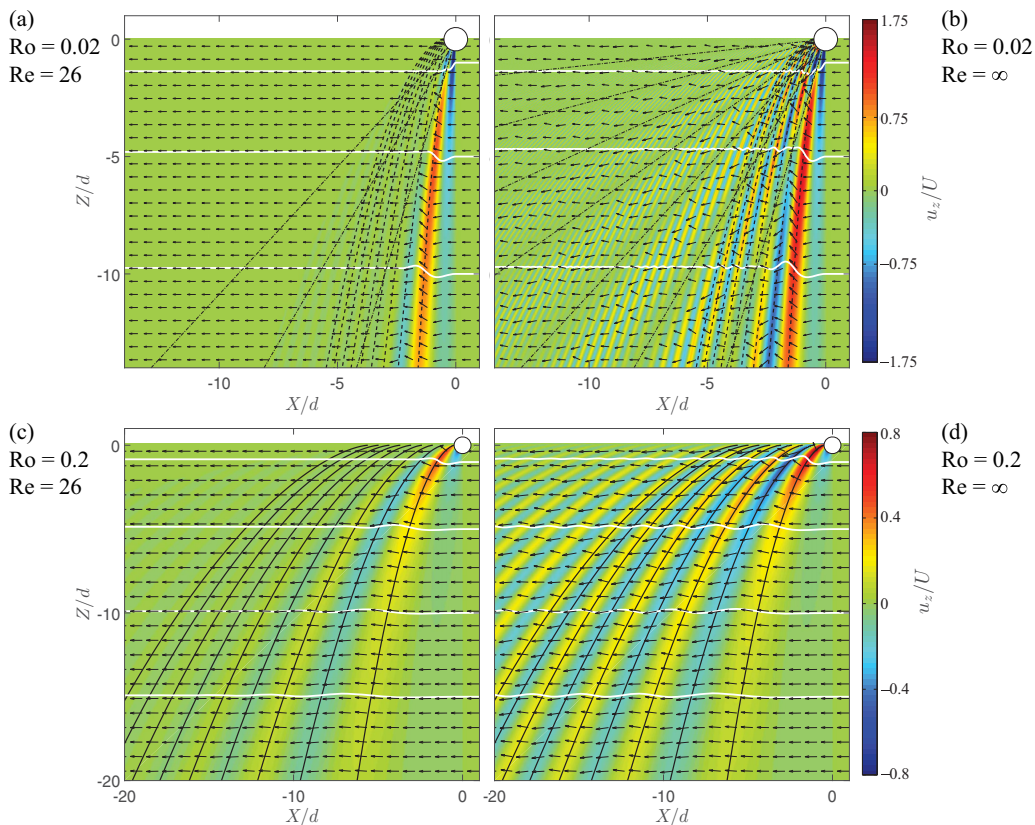 (a)
Ro = 0.02
Re = 26
(b)
Ro = 0.02
Re = ∞
0
-5
-10
Z/d
-10
-5
0
X/d
-10
-5
0
X/d
1.75
0.75
0
−0.75
−1.75
u_z/U
(c)
Ro = 0.2
Re = 26
(d)
Ro = 0.2
Re = ∞
0
-5
-10
-15
-20
Z/d
-20
-10
0
X/d
-20
-10
0
X/d
0.8
0.4
0
−0.4
−0.8
u_z/U